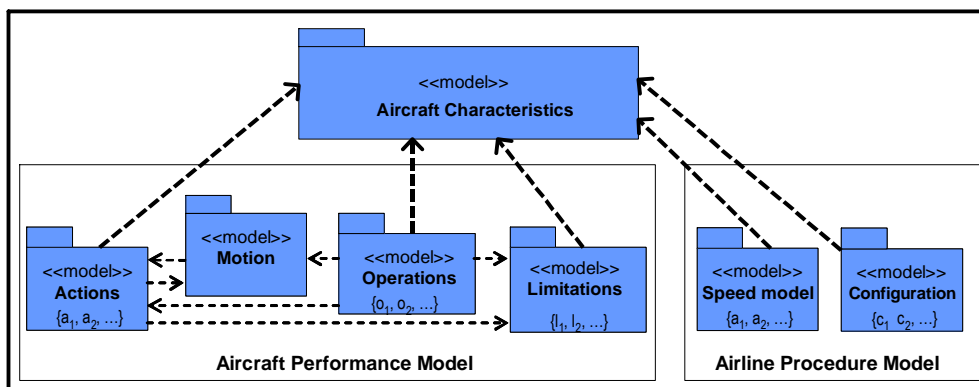 <<model>>
Aircraft Characteristics
<<model>>
Actions
{a₁, a₂, …}
<<model>>
Motion
<<model>>
Operations
{o₁, o₂, …}
<<model>>
Limitations
{l₁, l₂, …}
Aircraft Performance Model
<<model>>
Speed model
{a₁, a₂, …}
<<model>>
Configuration
{c₁ c₂, …}
Airline Procedure Model